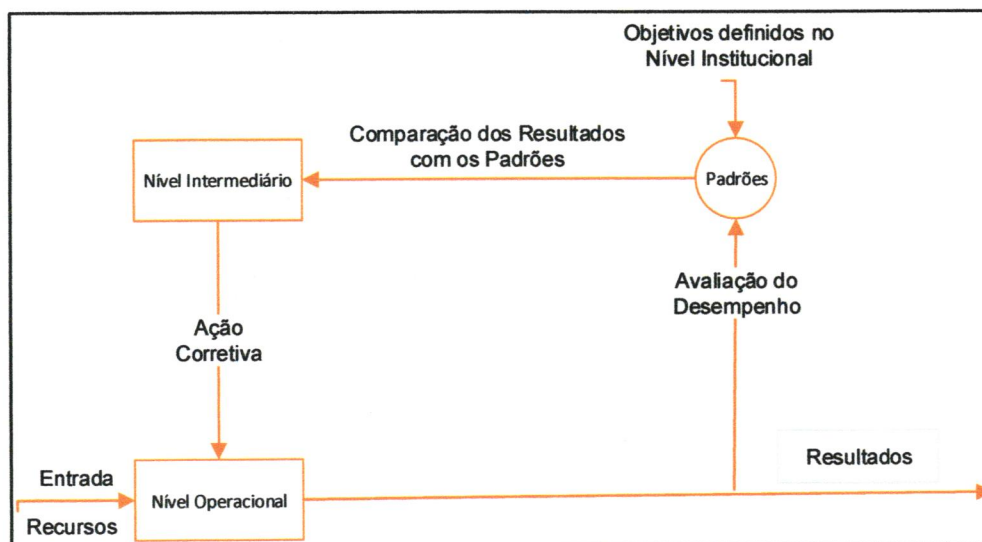 Objetivos definidos no
Nível Institucional
Comparação dos Resultados
com os Padrões
Nível Intermediário
Padrões
Avaliação do
Desempenho
Ação
Corretiva
Resultados
Entrada
Nível Operacional
Recursos